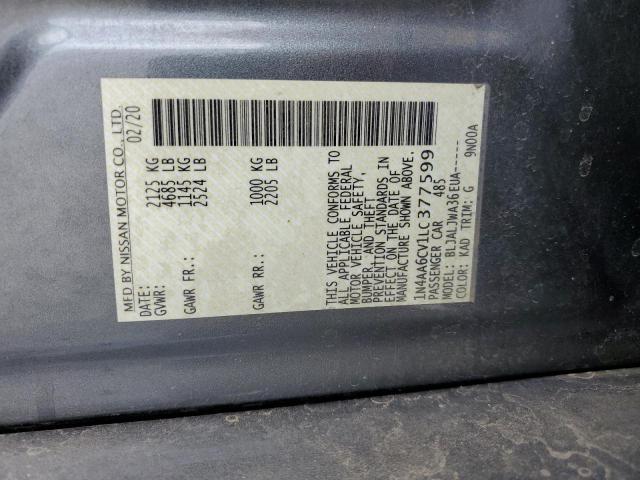 MFD BY NISSAN MOTOR CO., LTD.
DATE: 02/20
GVWR: 2125 KG
4685 LB
GAWR FR: 1145 KG
2524 LB
GAWR RR: 1000 KG
2205 LB
THIS VEHICLE CONFORMS TO
ALL APPLICABLE FEDERAL
MOTOR VEHICLE SAFETY,
BUMPER, AND THEFT
PREVENTION STANDARDS IN
EFFECT ON THE DATE OF
MANUFACTURE SHOWN ABOVE.
1N4AA6CV1LC377599
PASSENGER CAR 485
MODEL: BLJALJWA36EUA-----
COLOR: KAD TRIM: G 9N00A